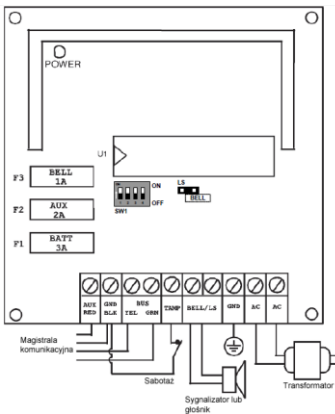 POWER
U1
ON
OFF
SW1
LS
BELL
F3 BELL 1A
F2 AUX 2A
F1 BATT 3A
AUX RED
GND BLK
BUS
YEL GRN
TAMP
BELL/LS
GND
AC
AC
Magistrala
komunikacyjna
Sabotaż
Sygnalizator lub
głośnik
Transformator